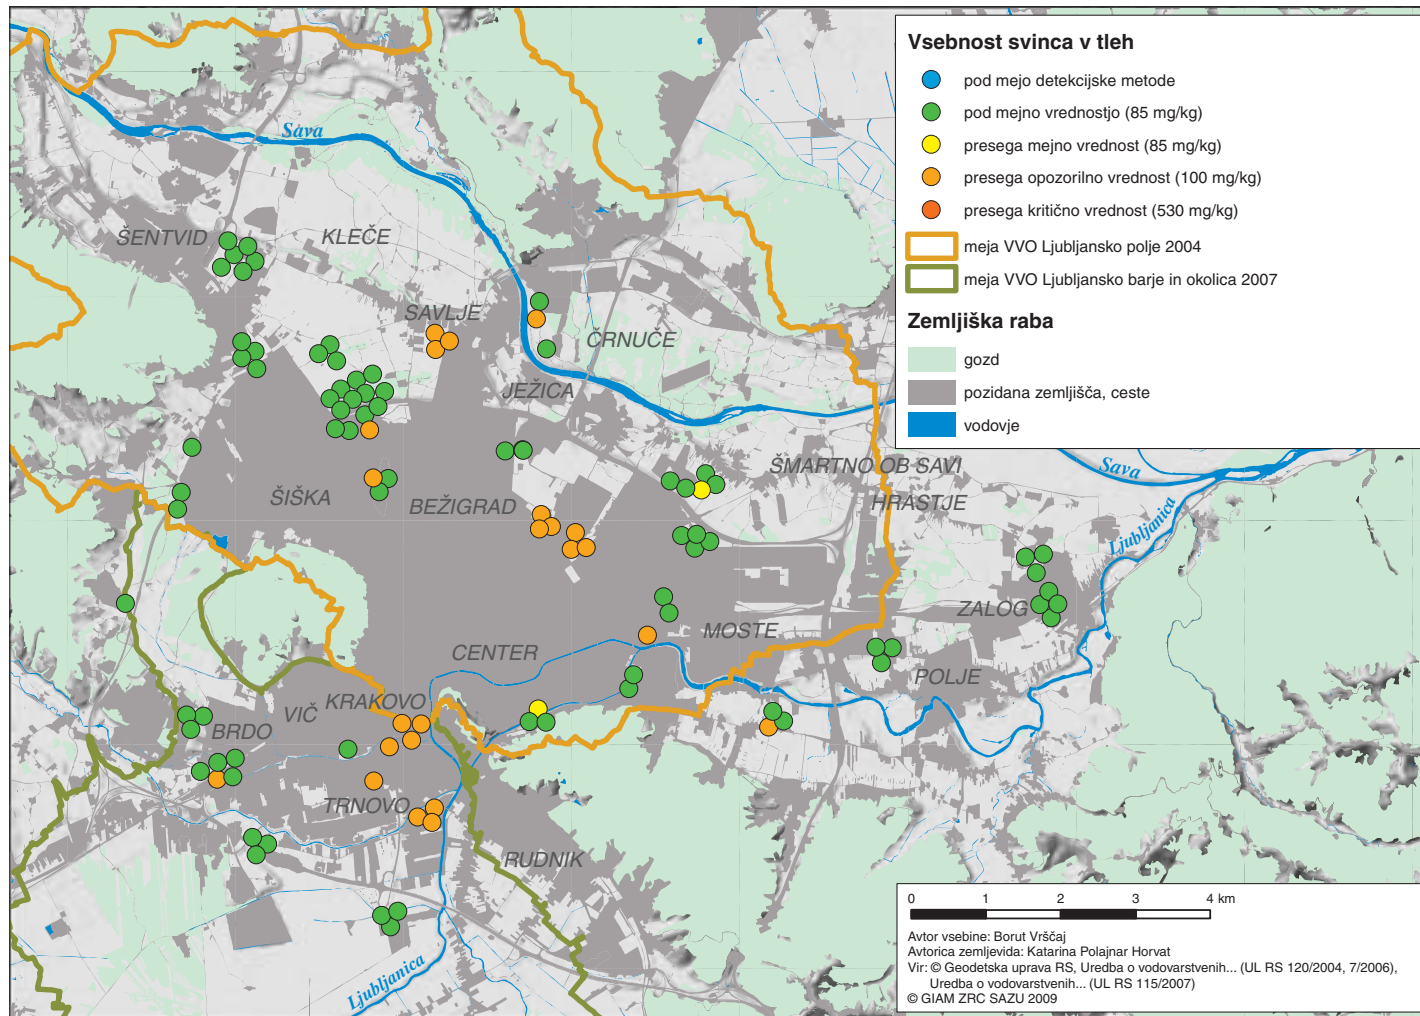 Vsebnost svinca v tleh
pod mejo detekcijske metode
pod mejno vrednostjo (85 mg/kg)
presega mejno vrednost (85 mg/kg)
presega opozorilno vrednost (100 mg/kg)
presega kritično vrednost (530 mg/kg)
meja VVO Ljubljansko polje 2004
meja VVO Ljubljansko barje in okolica 2007
Zemljiška raba
gozd
pozidana zemljišča, ceste
vodovje
Sava
ŠENTVID
KLEČE
SAVLJE
ČRNUČE
JEŽICA
ŠMARTNO OB SAVI
Sava
ŠIŠKA
BEŽIGRAD
HRASTJE
Ljubljanica
ZALOG
MOSTE
CENTER
POLJE
KRAKOVO
VIČ
BRDO
TRNOVO
RUDNIK
Ljubljanica
0 1 2 3 4 km
Avtor vsebine: Borut Vrščaj
Avtorica zemljevida: Katarina Polajnar Horvat
Vir: © Geodetska uprava RS, Uredba o vodovarstvenih... (UL RS 120/2004, 7/2006),
Uredba o vodovarstvenih... (UL RS 115/2007)
© GIAM ZRC SAZU 2009